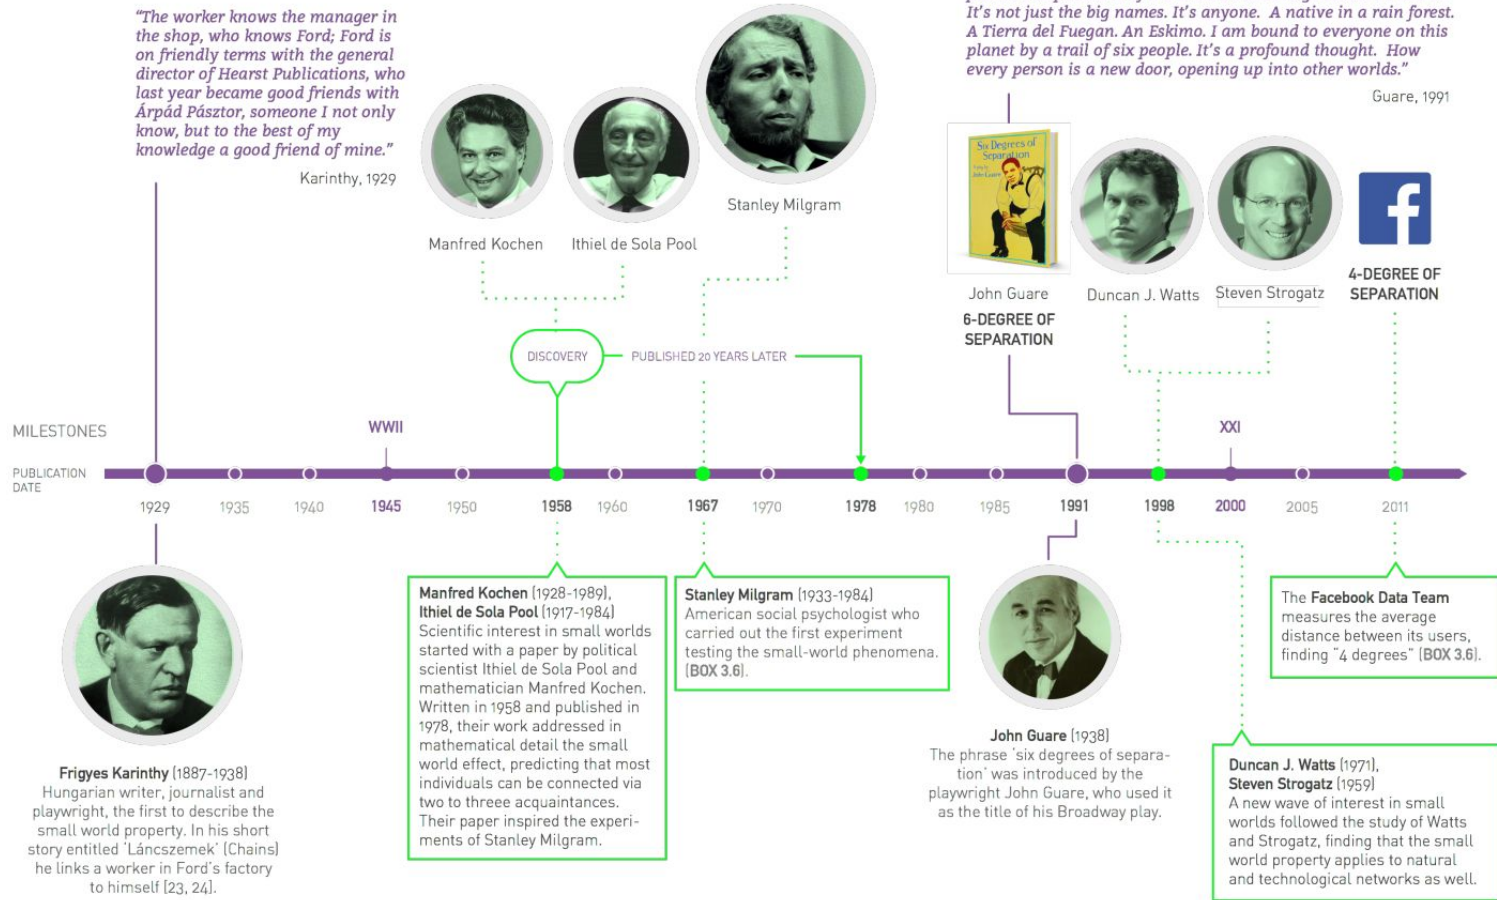 "The worker knows the manager in
the shop, who knows Ford; Ford is
on friendly terms with the general
director of Hearst Publications, who
last year became good friends with
Árpád Pásztor, someone I not only
know, but to the best of my
knowledge a good friend of mine."
Karinthy, 1929
Manfred Kochen
Ithiel de Sola Pool
Stanley Milgram
It's not just the big names. It's anyone. A native in a rain forest.
A Tierra del Fuegan. An Eskimo. I am bound to everyone on this
planet by a trail of six people. It's a profound thought. How
every person is a new door, opening up into other worlds."
Guare, 1991
Six Degrees of
Separation
John Guare
John Guare
6-DEGREE OF
SEPARATION
Duncan J. Watts
Steven Strogatz
f
4-DEGREE OF
SEPARATION
DISCOVERY
PUBLISHED 20 YEARS LATER
MILESTONES
WWII
XXI
PUBLICATION
DATE
1929 1935 1940 1945 1950 1958 1960 1967 1970 1978 1980 1985 1991 1998 2000 2005 2011
Frigyes Karinthy (1887-1938)
Hungarian writer, journalist and
playwright, the first to describe the
small world property. In his short
story entitled 'Láncszemek' (Chains)
he links a worker in Ford's factory
to himself [23, 24].
Manfred Kochen (1928-1989),
Ithiel de Sola Pool (1917-1984)
Scientific interest in small worlds
started with a paper by political
scientist Ithiel de Sola Pool and
mathematician Manfred Kochen.
Written in 1958 and published in
1978, their work addressed in
mathematical detail the small
world effect, predicting that most
individuals can be connected via
two to threee acquaintances.
Their paper inspired the experi-
ments of Stanley Milgram.
Stanley Milgram (1933-1984)
American social psychologist who
carried out the first experiment
testing the small-world phenomena.
(BOX 3.6).
John Guare (1938)
The phrase 'six degrees of separa-
tion' was introduced by the
playwright John Guare, who used it
as the title of his Broadway play.
Duncan J. Watts (1971),
Steven Strogatz (1959)
A new wave of interest in small
worlds followed the study of Watts
and Strogatz, finding that the small
world property applies to natural
and technological networks as well.
The Facebook Data Team
measures the average
distance between its users,
finding "4 degrees" (BOX 3.6).